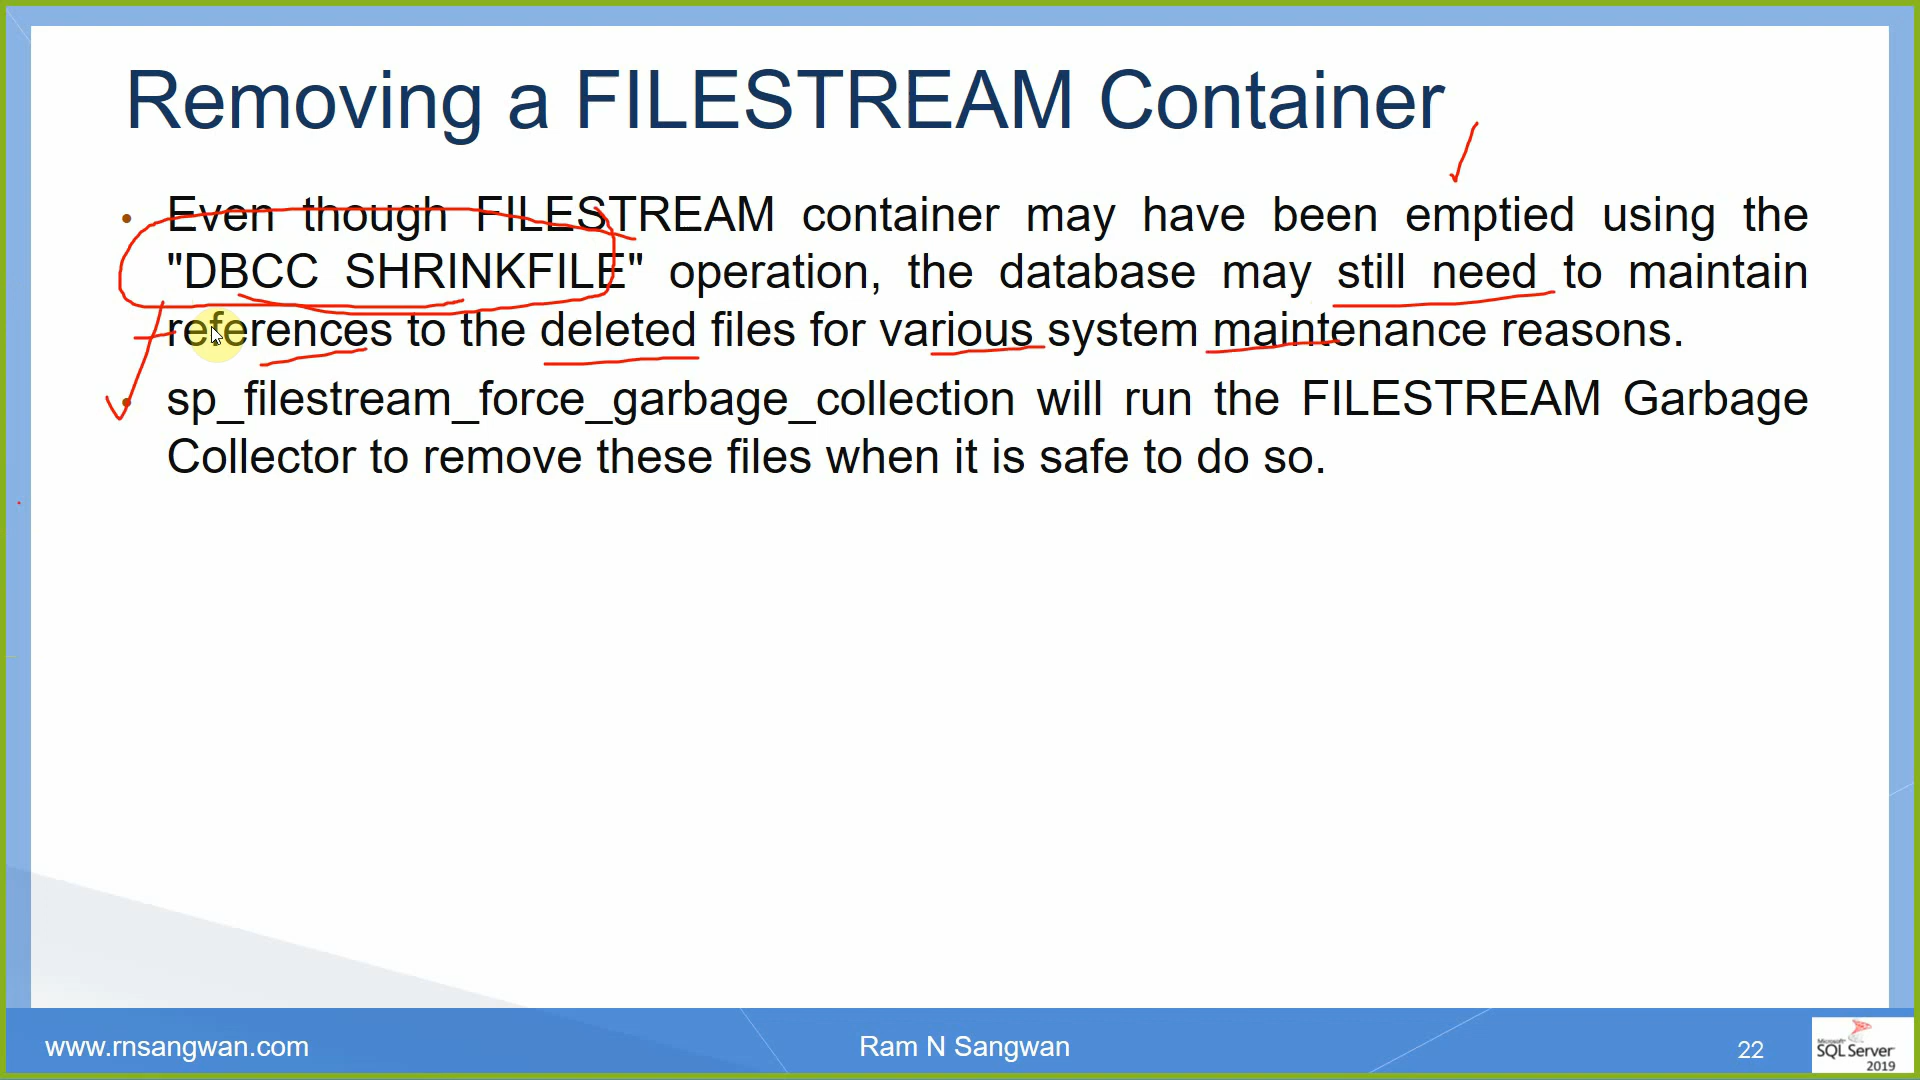 Removing a FILESTREAM Container
• Even though FILESTREAM container may have been emptied using the
"DBCC SHRINKFILE" operation, the database may still need to maintain
references to the deleted files for various system maintenance reasons.
• sp_filestream_force_garbage_collection will run the FILESTREAM Garbage
Collector to remove these files when it is safe to do so.
www.rnsangwan.com
Ram N Sangwan
22
Microsoft
SQL Server
2019